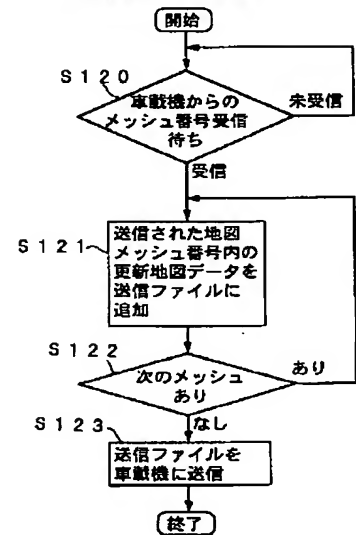 開始
S120
車載機からの
メッシュ番号受信
待ち
未受信
受信
S121
送信された地図
メッシュ番号内の
更新地図データを
送信ファイルに
追加
S122
次のメッシュ
あり
あり
なし
S123
送信ファイルを
車載機に送信
終了